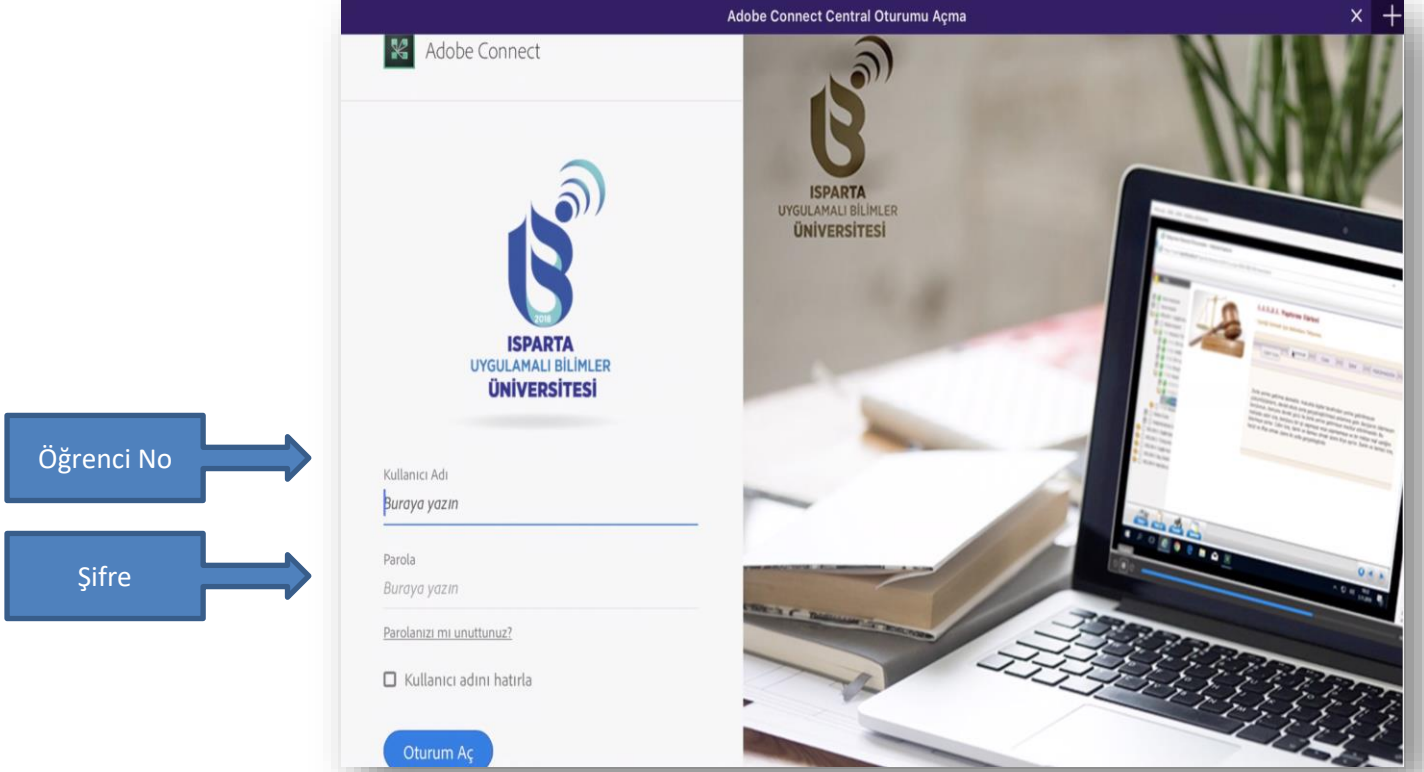 Adobe Connect Central Oturumu Açma
Adobe Connect
2018
ISPARTA
UYGULAMALI BİLİMLER
ÜNİVERSİTESİ
ISPARTA
UYGULAMALI BİLİMLER
ÜNİVERSİTESİ
Öğrenci No
Kullanıcı Adı
Buraya yazın
Şifre
Parola
Buraya yazın
Parolanızı mı unuttunuz?
Kullanıcı adını hatırla
Oturum Aç